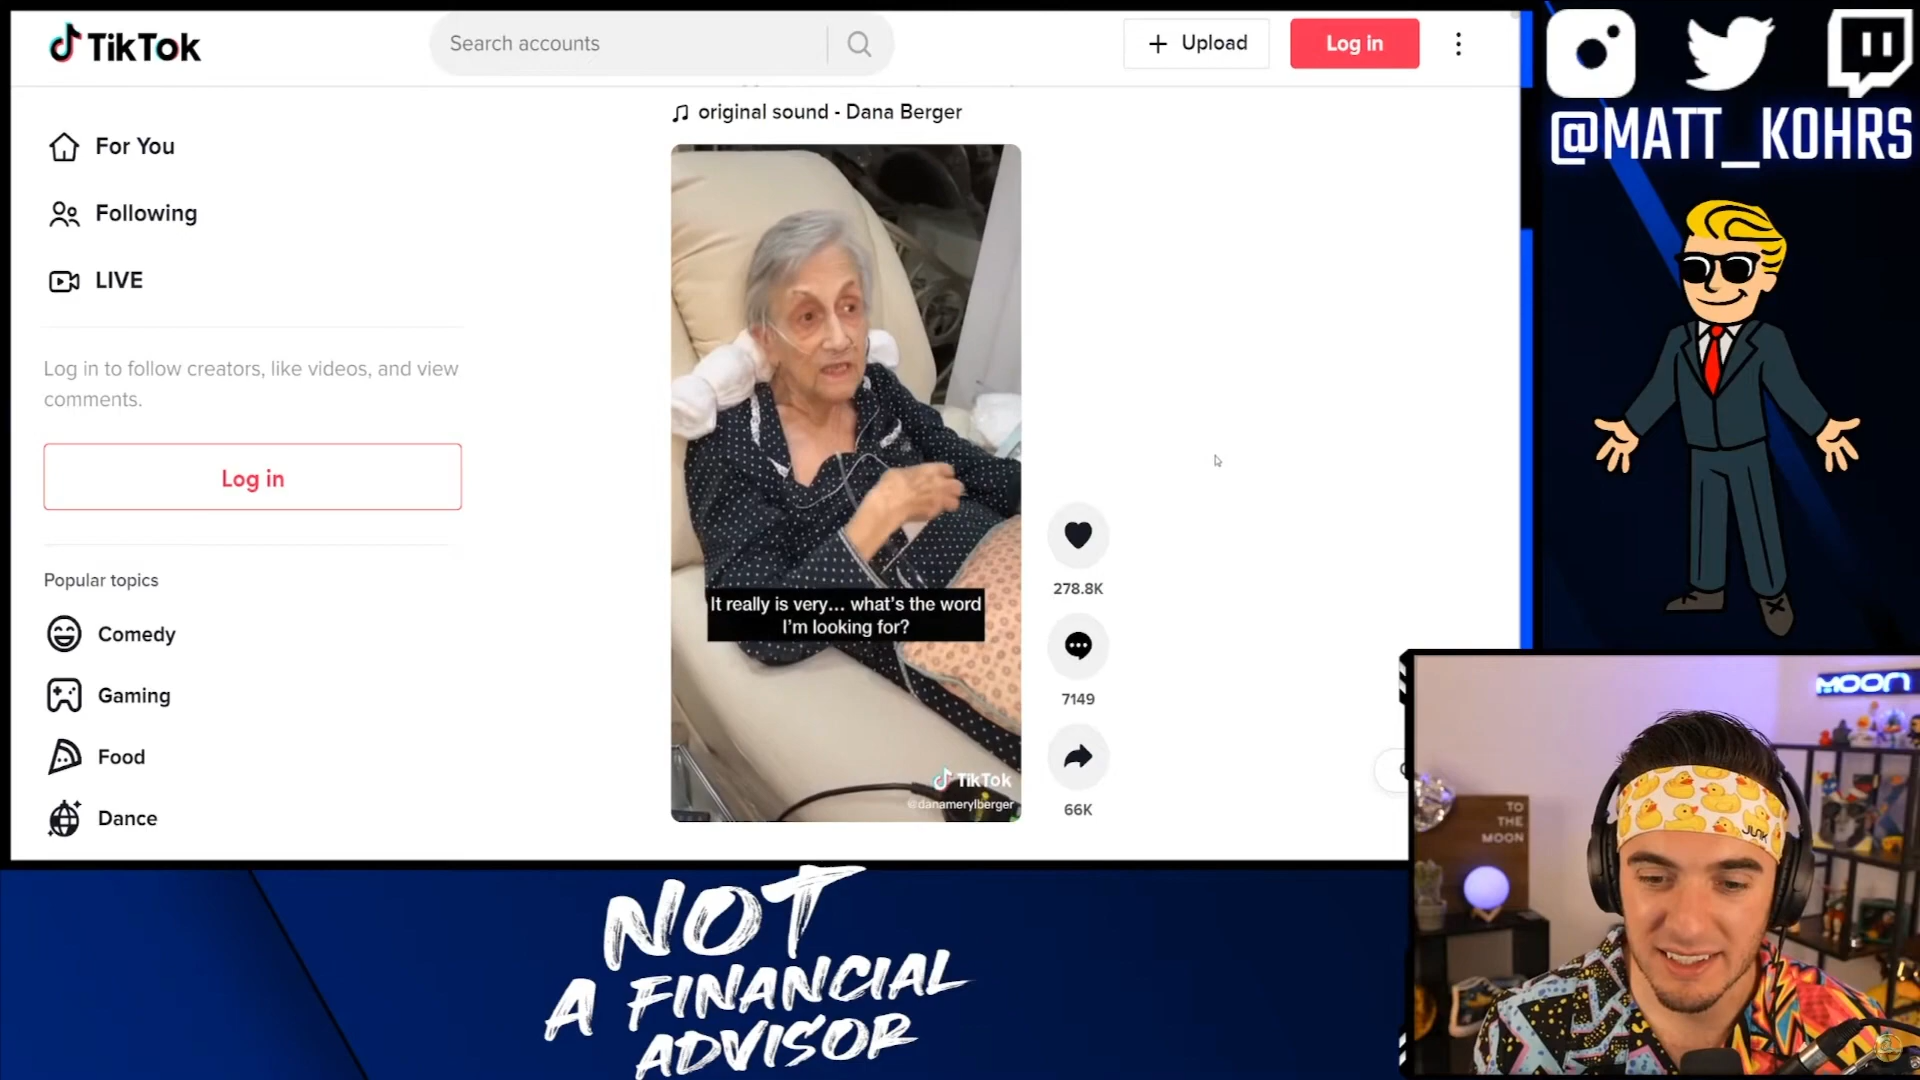 TikTok
Search accounts
Upload
Log in
@MATT_KOHRS
For You
Following
LIVE
Log in to follow creators, like videos, and view
comments.
Log in
Popular topics
Comedy
Gaming
Food
Dance
original sound - Dana Berger
It really is very... what's the word
I'm looking for?
TikTok
@danamerylberger
278.8K
7149
66K
MOON
TO
THE
MOON
JUNK
NOT
A FINANCIAL
ADVISOR